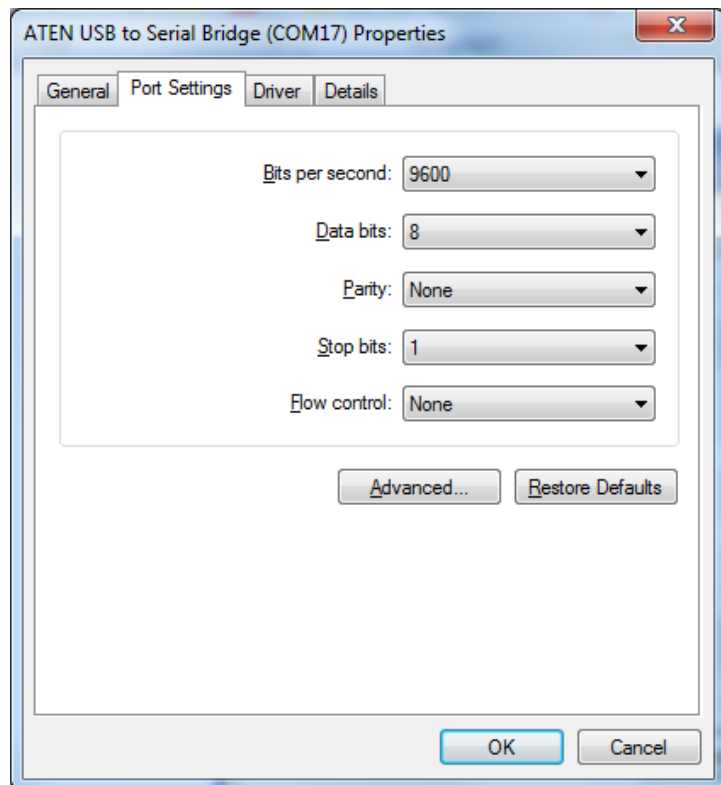 ATEN USB to Serial Bridge (COM17) Properties
General Port Settings Driver Details
Bits per second: 9600
Data bits: 8
Parity: None
Stop bits: 1
Flow control: None
Advanced... Restore Defaults
OK Cancel